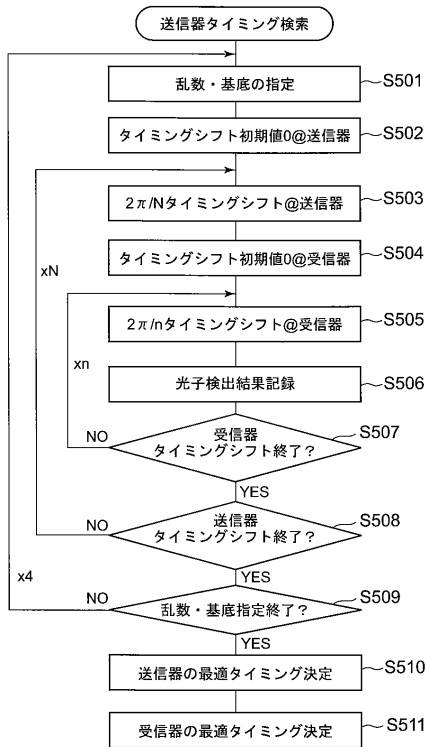 送信器タイミング検索
乱数・基底の指定
S501
タイミングシフト初期値0@送信器
S502
2π/Nタイミングシフト@送信器
S503
タイミングシフト初期値0@受信器
S504
xN
2π/nタイミングシフト@受信器
S505
xn
光子検出結果記録
S506
受信器
タイミングシフト終了？
S507
NO
YES
送信器
タイミングシフト終了？
S508
NO
YES
x4
乱数・基底指定終了？
S509
NO
YES
送信器の最適タイミング決定
S510
受信器の最適タイミング決定
S511